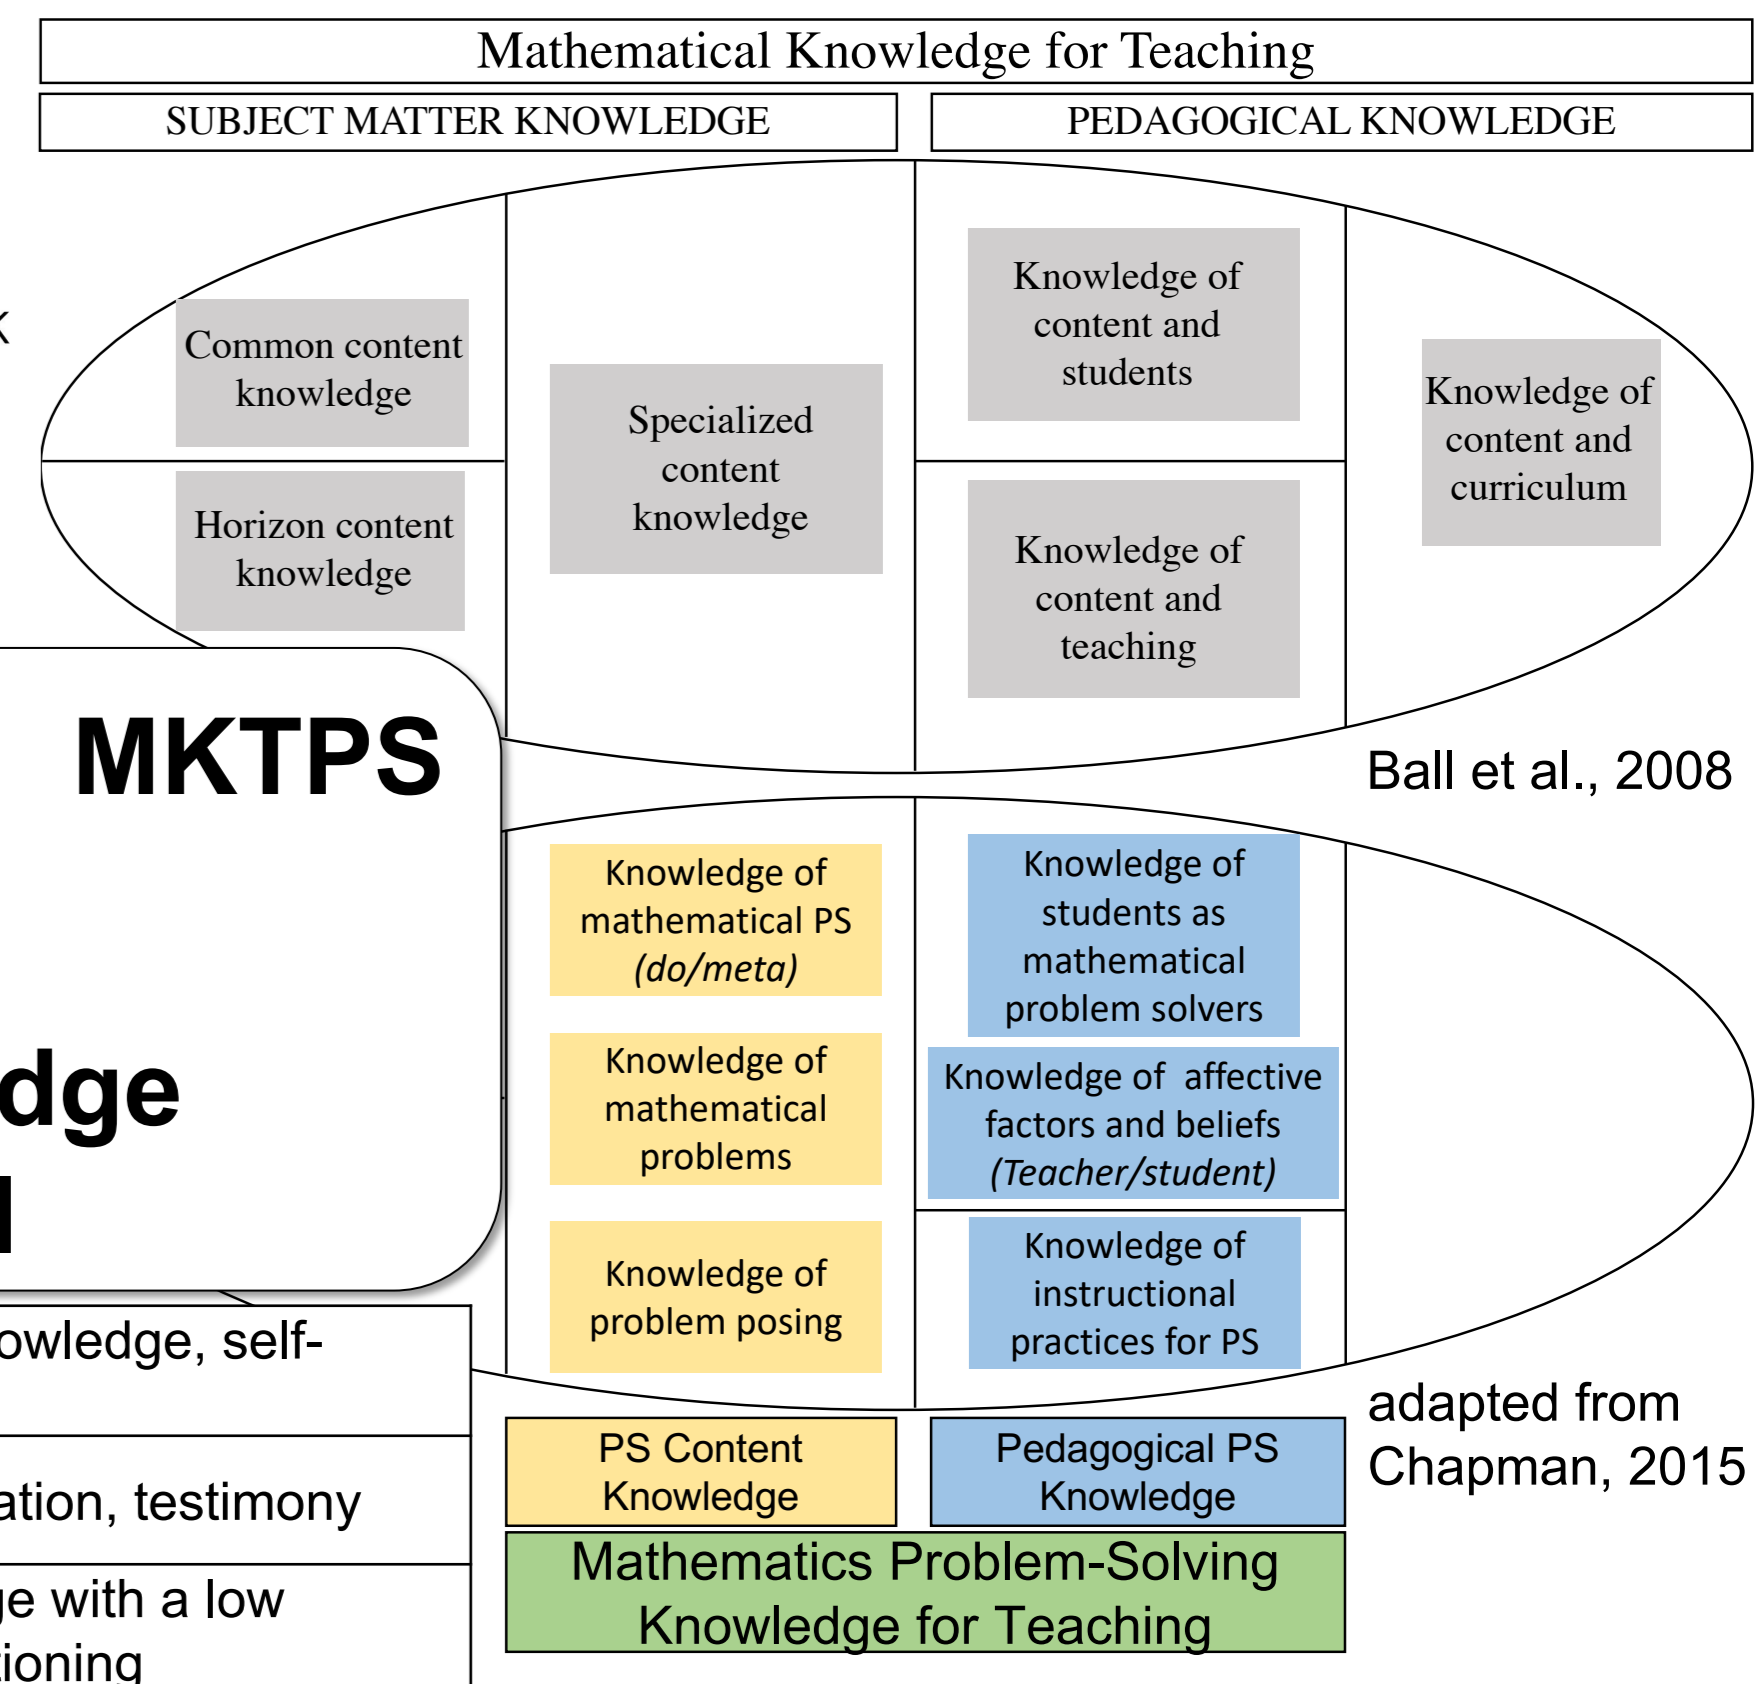 Mathematical Knowledge for Teaching
SUBJECT MATTER KNOWLEDGE
PEDAGOGICAL KNOWLEDGE
Common content
knowledge
Horizon content
knowledge
Specialized
content
knowledge
Knowledge of
content and
students
Knowledge of
content and
teaching
Knowledge of
content and
curriculum
Ball et al., 2008
MKTPS
dge
Knowledge of
mathematical PS
(do/meta)
Knowledge of
mathematical
problems
Knowledge of
problem posing
Knowledge of
students as
mathematical
problem solvers
Knowledge of affective
factors and beliefs
(Teacher/student)
Knowledge of
instructional
practices for PS
adapted from
Chapman, 2015
PS Content
Knowledge
Pedagogical PS
Knowledge
Mathematics Problem-Solving
Knowledge for Teaching
owledge, self-
ation, testimony
ge with a low
tioning